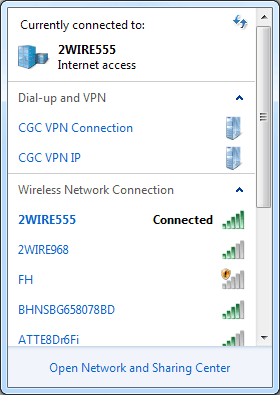 Currently connected to:
2WIRE555
Internet access
Dial-up and VPN
CGC VPN Connection
CGC VPN IP
Wireless Network Connection
2WIRE555 Connected
2WIRE968
FH
BHNSBG658078BD
ATTE8Dr6Fi
Open Network and Sharing Center